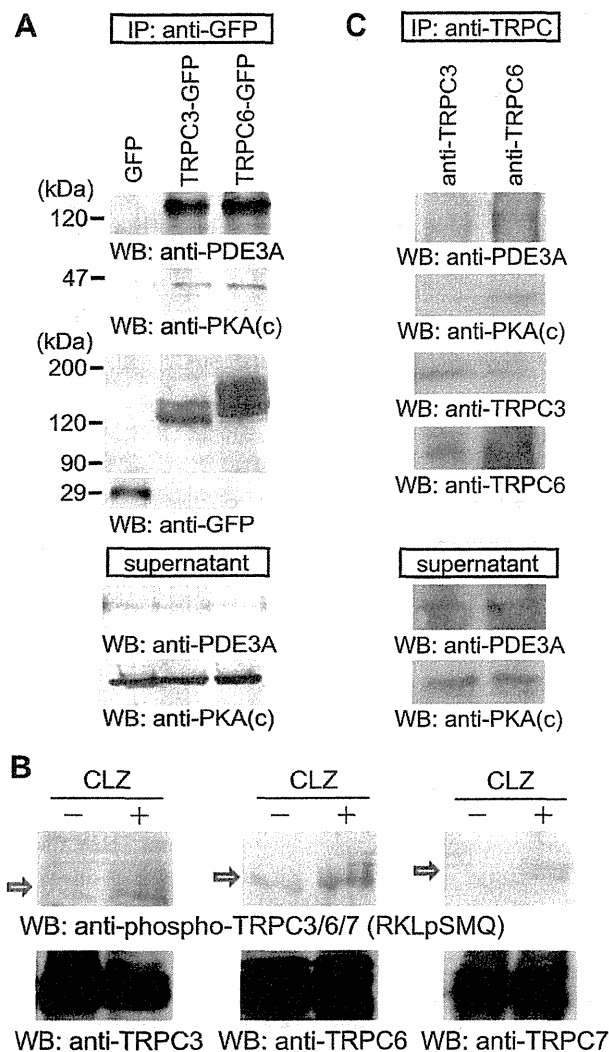 A
IP: anti-GFP
GFP
TRPC3-GFP
TRPC6-GFP
(kDa)
120
WB: anti-PDE3A
47
WB: anti-PKA(c)
(kDa)
200
120
90
29
WB: anti-GFP
supernatant
WB: anti-PDE3A
WB: anti-PKA(c)
C
IP: anti-TRPC
anti-TRPC3
anti-TRPC6
WB: anti-PDE3A
WB: anti-PKA(c)
WB: anti-TRPC3
WB: anti-TRPC6
supernatant
WB: anti-PDE3A
WB: anti-PKA(c)
B
CLZ CLZ CLZ
− + − + − +
WB: anti-phospho-TRPC3/6/7 (RKLpSMQ)
WB: anti-TRPC3 WB: anti-TRPC6 WB: anti-TRPC7